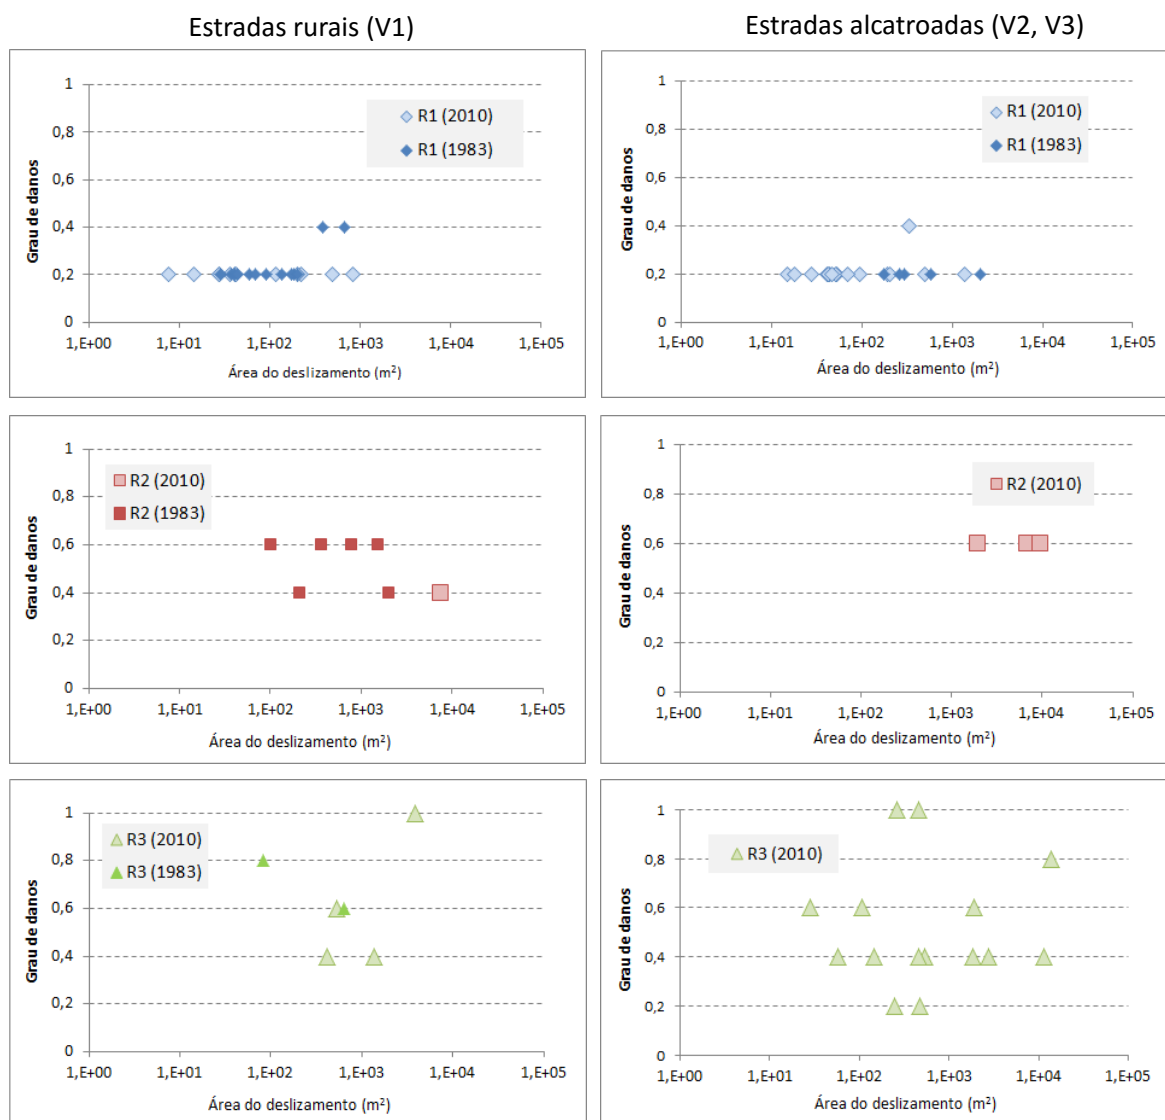 Estradas rurais (V1)
Estradas alcatroadas (V2, V3)
Grau de danos
1
0,8
0,6
0,4
0,2
0
R1 (2010)
R1 (1983)
1,E+00 1,E+01 1,E+02 1,E+03 1,E+04 1,E+05
Área do deslizamento (m²)
Grau de danos
1
0,8
0,6
0,4
0,2
0
R1 (2010)
R1 (1983)
1,E+00 1,E+01 1,E+02 1,E+03 1,E+04 1,E+05
Área do deslizamento (m²)
Grau de danos
1
0,8
0,6
0,4
0,2
0
R2 (2010)
R2 (1983)
1,E+00 1,E+01 1,E+02 1,E+03 1,E+04 1,E+05
Área do deslizamento (m²)
Grau de danos
1
0,8
0,6
0,4
0,2
0
R2 (2010)
1,E+00 1,E+01 1,E+02 1,E+03 1,E+04 1,E+05
Área do deslizamento (m²)
Grau de danos
1
0,8
0,6
0,4
0,2
0
R3 (2010)
R3 (1983)
1,E+00 1,E+01 1,E+02 1,E+03 1,E+04 1,E+05
Área do deslizamento (m²)
Grau de danos
1
0,8
0,6
0,4
0,2
0
R3 (2010)
1,E+00 1,E+01 1,E+02 1,E+03 1,E+04 1,E+05
Área do deslizamento (m²)